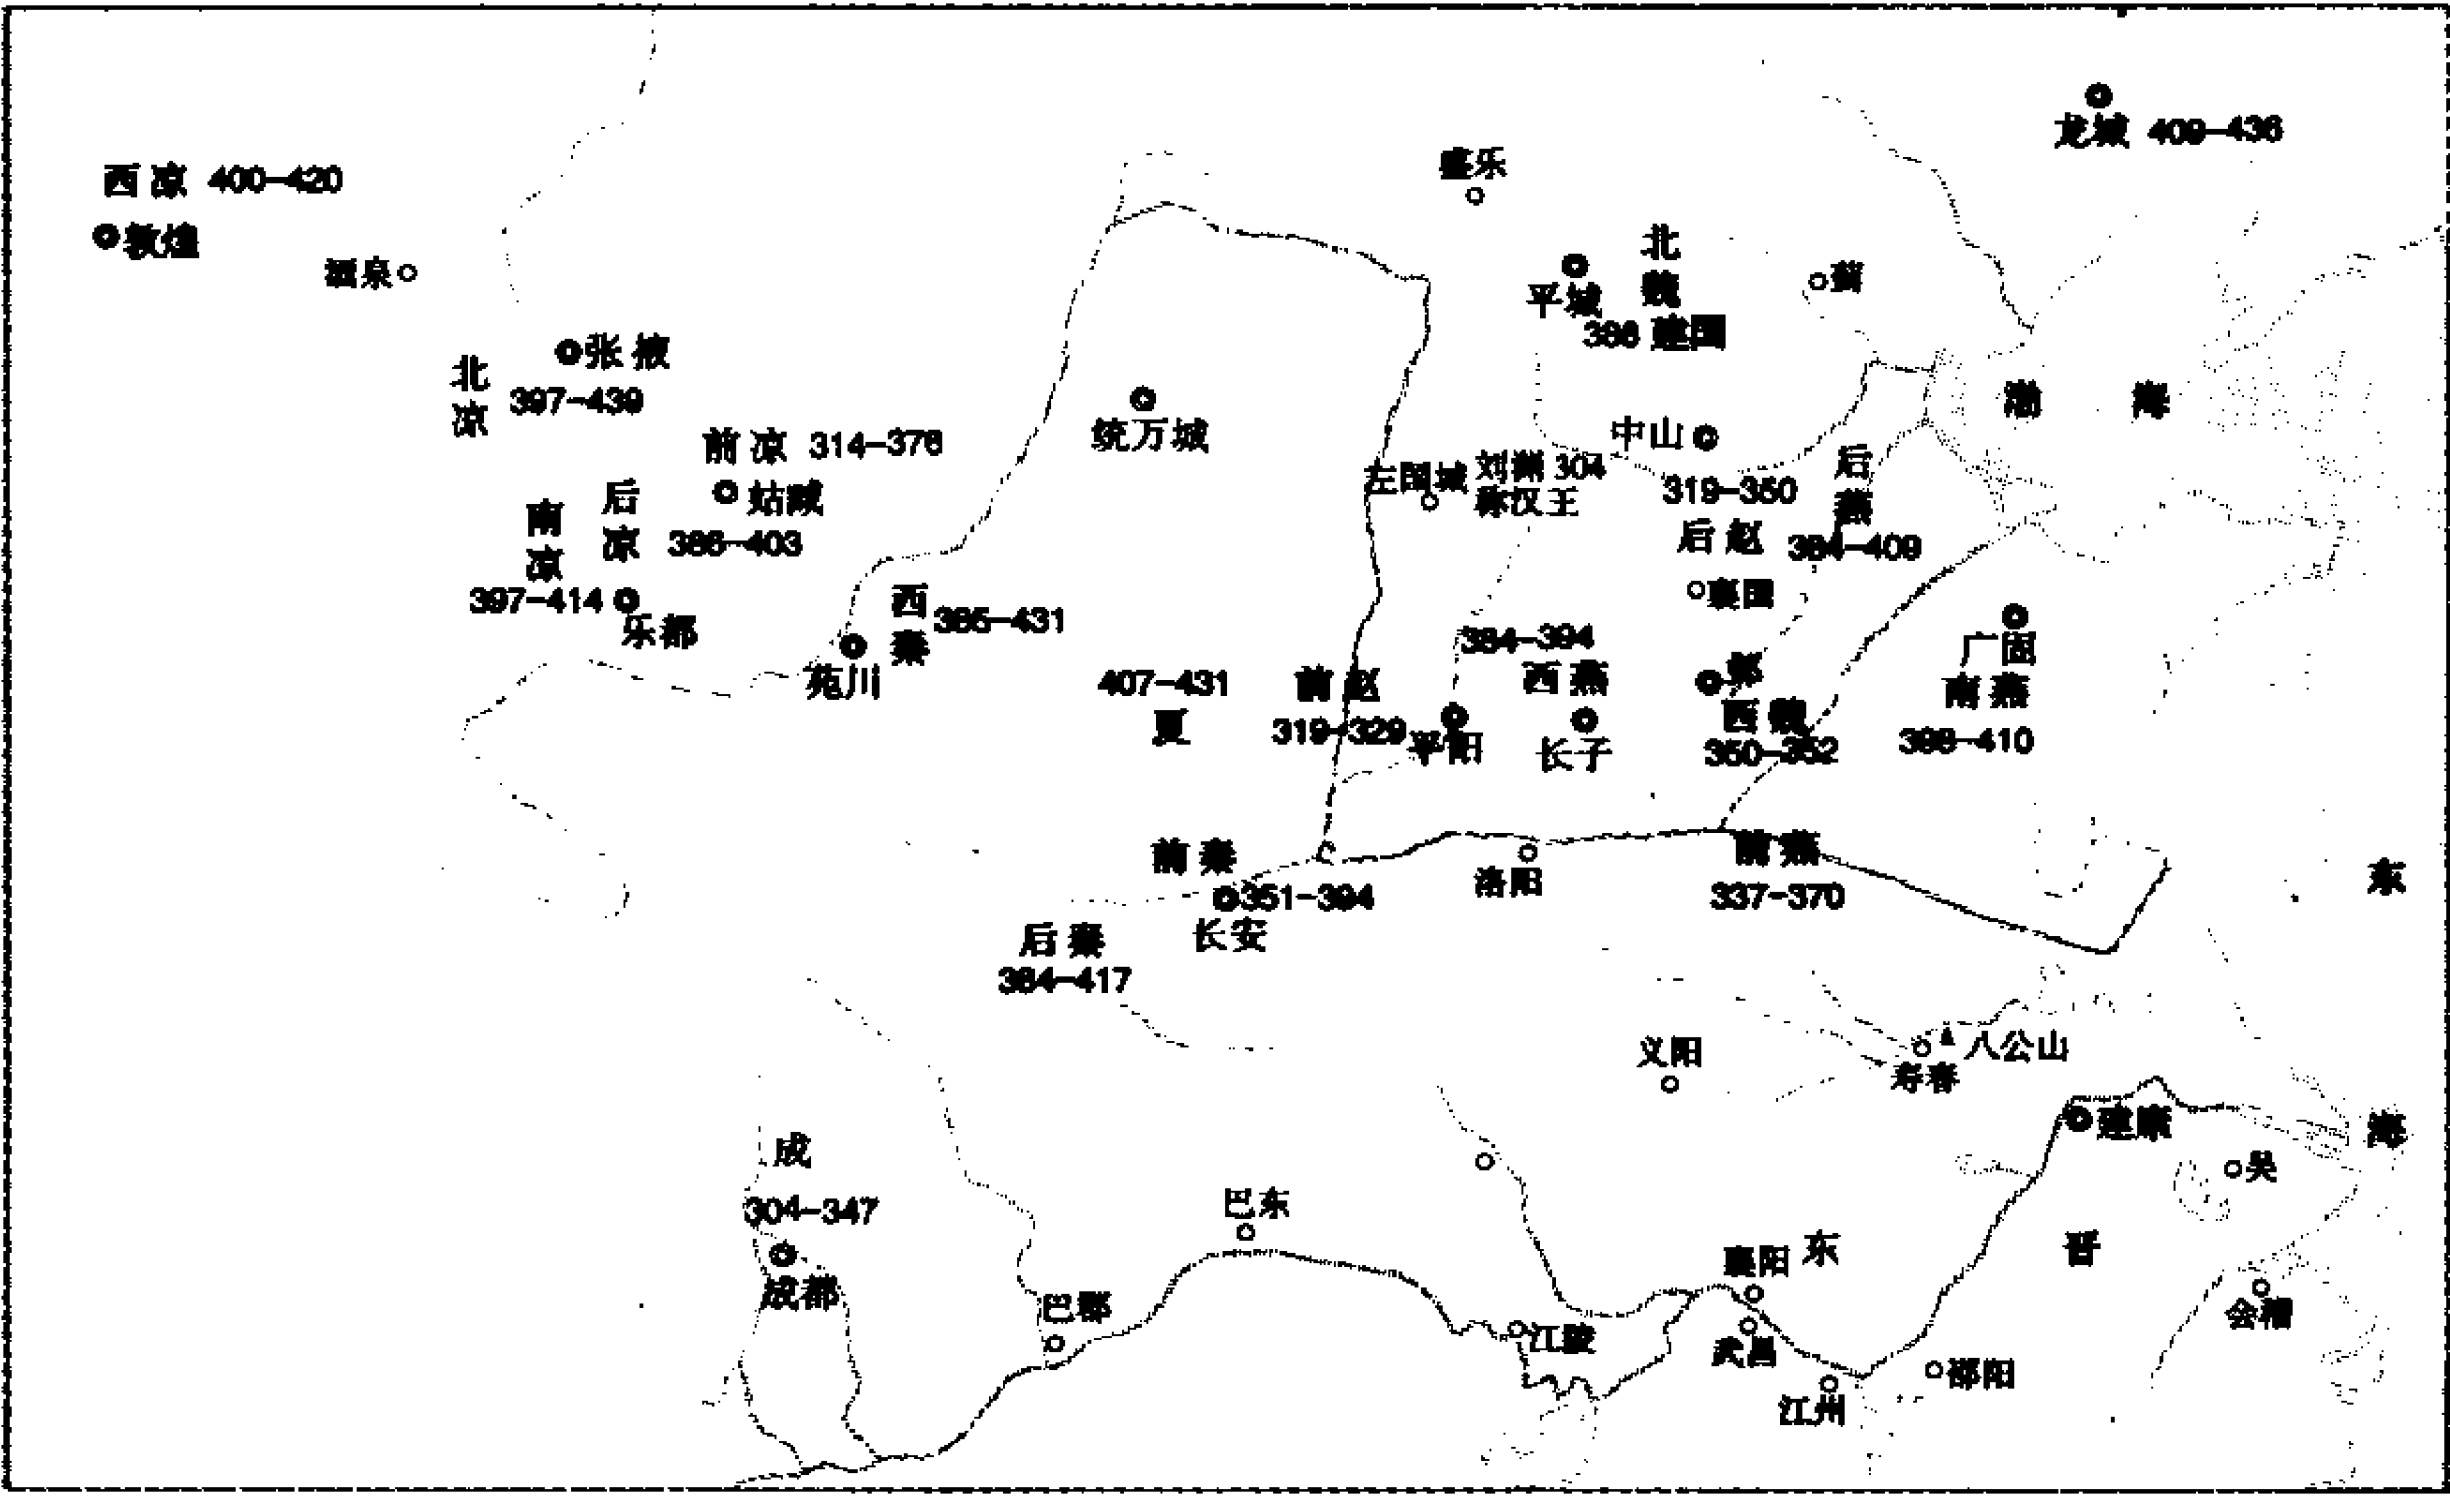 龙城 409-436
盛乐
西凉 400-420
敦煌
酒泉
北魏
平城
建国
蓟
张掖
北凉
397-439
统万城
渤海
中山
前凉 314-376
左国城
刘渊 304
称汉王
319-350
后燕
姑臧
后凉
386-403
南凉
后赵
384-409
397-414
乐都
襄国
西秦
385-431
苑川
384-394
广固
407-431
前赵
西燕
邺
南燕
夏
319-329
平阳
长子
350-352
398-410
前秦
前燕
351-394
洛阳
337-370
东海
长安
后秦
384-417
义阳
八公山
寿春
建康
成
吴
304-347
巴东
东晋
襄阳
成都
巴郡
江陵
会稽
武昌
邵阳
江州